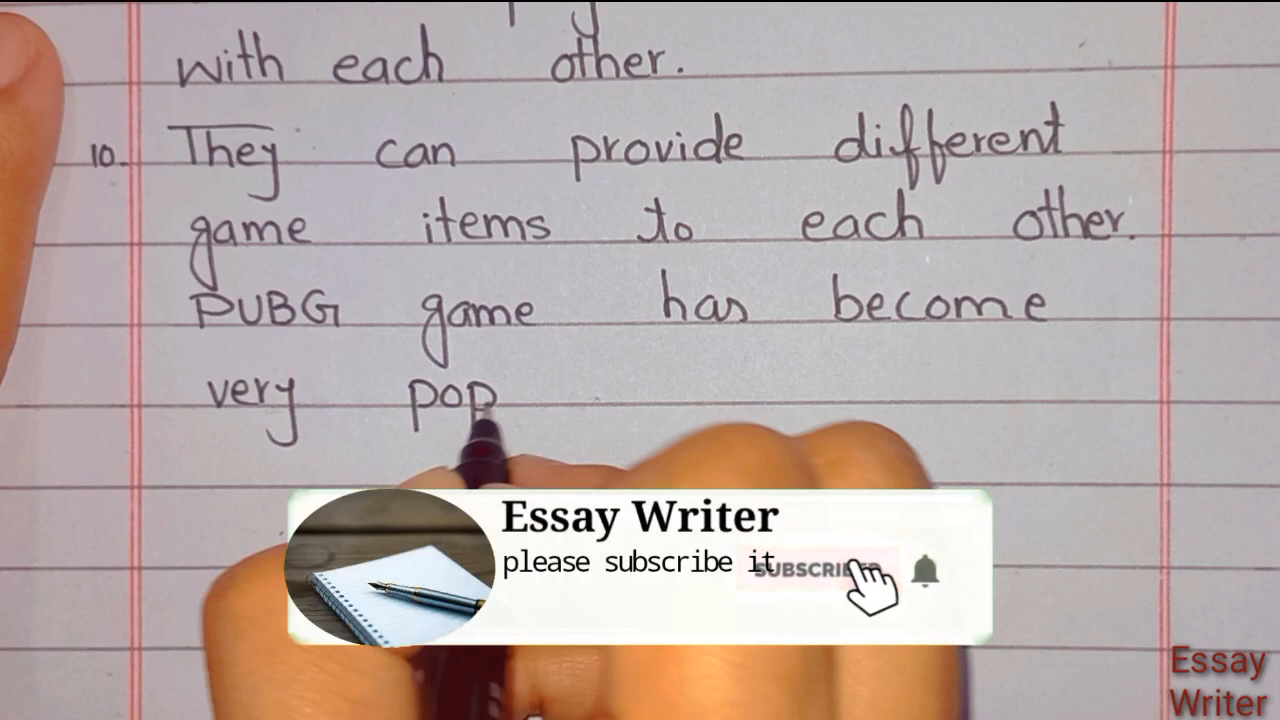 with each other.
10. They can provide different
game items to each other.
PUBG game has become
very pop
Essay Writer
please subscribe it
SUBSCRIBED
Essay
Writer